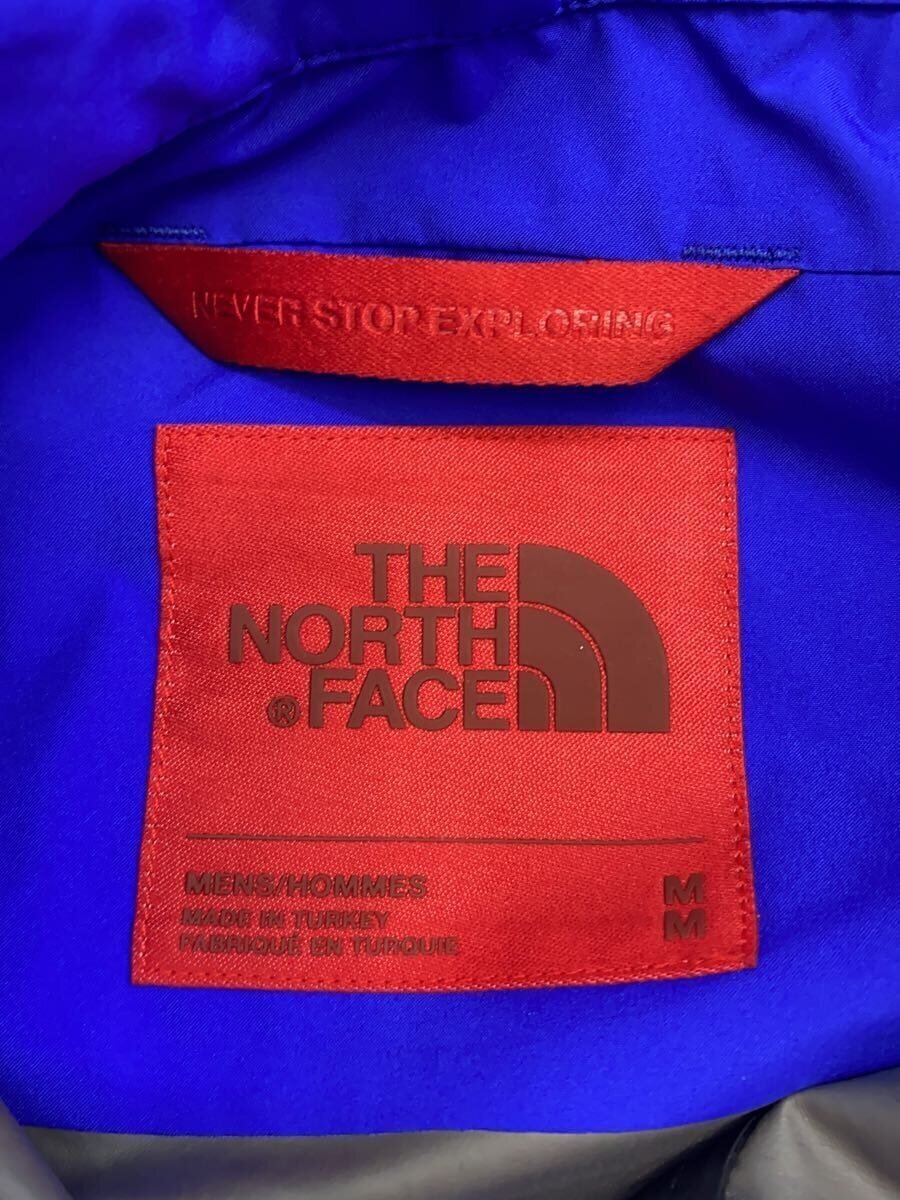 NEVER STOP EXPLORING
THE
NORTH
®FACE
MENS/HOMMES M
MADE IN TURKEY M
FABRIQUÉ EN TURQUIE